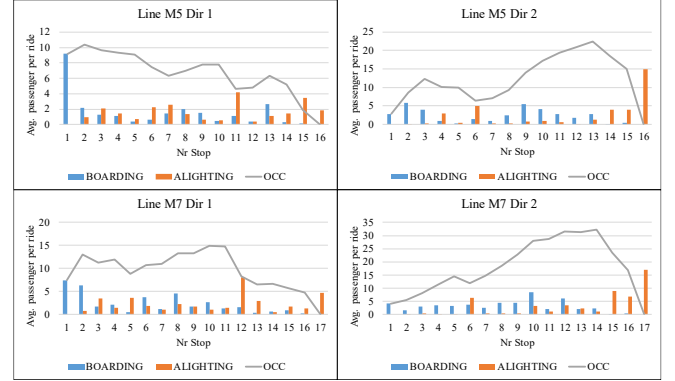 Line M5 Dir 1
Avg. passenger per ride
12
10
8
6
4
2
0
1 2 3 4 5 6 7 8 9 10 11 12 13 14 15 16
Nr Stop
BOARDING ALIGHTING OCC
Line M5 Dir 2
Avg. passenger per ride
25
20
15
10
5
0
1 2 3 4 5 6 7 8 9 10 11 12 13 14 15 16
Nr Stop
BOARDING ALIGHTING OCC
Line M7 Dir 1
Avg. passenger per ride
20
15
10
5
0
1 2 3 4 5 6 7 8 9 10 11 12 13 14 15 16 17
Nr Stop
BOARDING ALIGHTING OCC
Line M7 Dir 2
Avg. passenger per ride
35
30
25
20
15
10
5
0
1 2 3 4 5 6 7 8 9 10 11 12 13 14 15 16 17
Nr Stop
BOARDING ALIGHTING OCC